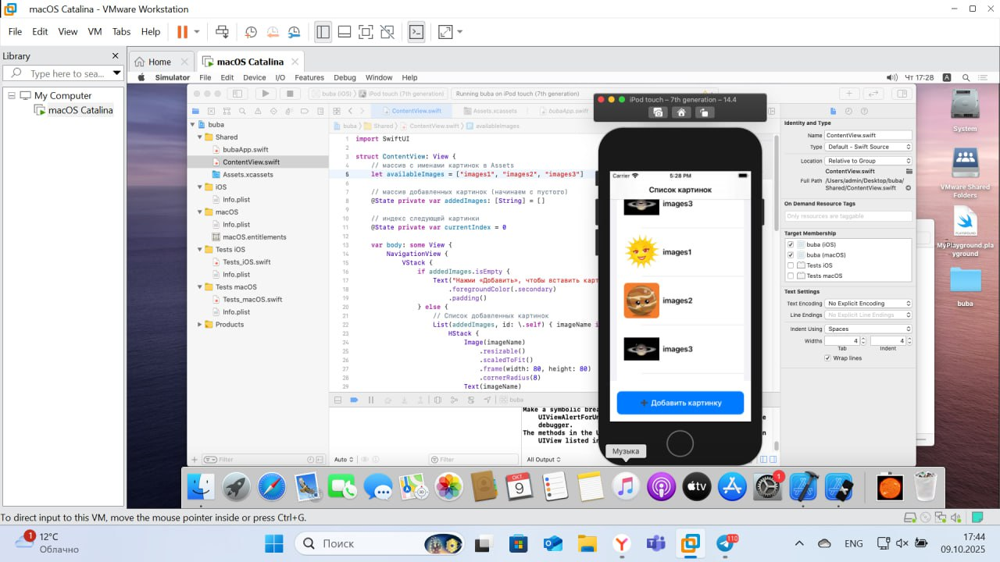 macOS Catalina - VMware Workstation
File Edit View VM Tabs Help
Library
Type here to sea...
My Computer
macOS Catalina
Home
macOS Catalina
Simulator File Edit Device I/O Features Debug Window Help
Чт 17:28 A
buba (iOS) iPod touch (7th generation)
Running buba on iPod touch (7th generation)
ContentView.swift
Assets.xcassets
bubaApp.swift
buba
Shared
bubaApp.swift
ContentView.swift
Assets.xcassets
iOS
Info.plist
macOS
Info.plist
macOS.entitlements
Tests iOS
Tests_iOS.swift
Info.plist
Tests macOS
Tests_macOS.swift
Info.plist
Products
Filter
buba Shared ContentView.swift availableImages
1 import SwiftUI
2
3 struct ContentView: View {
4 // массив с именами картинок в Assets
5 let availableImages = ["images1", "images2", "images3"]
6
7 // массив добавленных картинок (начинаем с пустого)
8 @State private var addedImages: [String] = []
9
10 // индекс следующей картинки
11 @State private var currentIndex = 0
12
13 var body: some View {
14 NavigationView {
15 VStack {
16 if addedImages.isEmpty {
17 Text("Нажми «Добавить», чтобы вставить карт
18 .foregroundColor(.secondary)
19 .padding()
20 } else {
21 // Список добавленных картинок
22 List(addedImages, id: \.self) { imageName i
23 HStack {
24 Image(imageName)
25 .resizable()
26 .scaledToFit()
27 .frame(width: 80, height: 80)
28 .cornerRadius(8)
29 Text(imageName)
buba
Make a symbolic brea
UIViewAlertForUn
debugger.
The methods in the U
UIView listed in
Auto
Filter
All Output
iPod touch – 7th generation – 14.4
Carrier 5:28 PM
Список картинок
images3
images1
images2
images3
Добавить картинку
Музыка
Identity and Type
Name ContentView.swift
Type Default - Swift Source
Location Relative to Group
ContentView.swift
Full Path /Users/admin/Desktop/buba/
Shared/ContentView.swift
On Demand Resource Tags
Only resources are taggable
Target Membership
buba (iOS)
buba (macOS)
Tests iOS
Tests macOS
Text Settings
Text Encoding No Explicit Encoding
Line Endings No Explicit Line Endings
Indent Using Spaces
Widths 4 4
Tab Indent
Wrap lines
System
VMware Shared
Folders
PLAYGROUND
MyPlayground.pla
yground
buba
ОКТ.
9
tv
1
To direct input to this VM, move the mouse pointer inside or press Ctrl+G.
1
12°C
Облачно
Поиск
110
ENG
17:44
09.10.2025